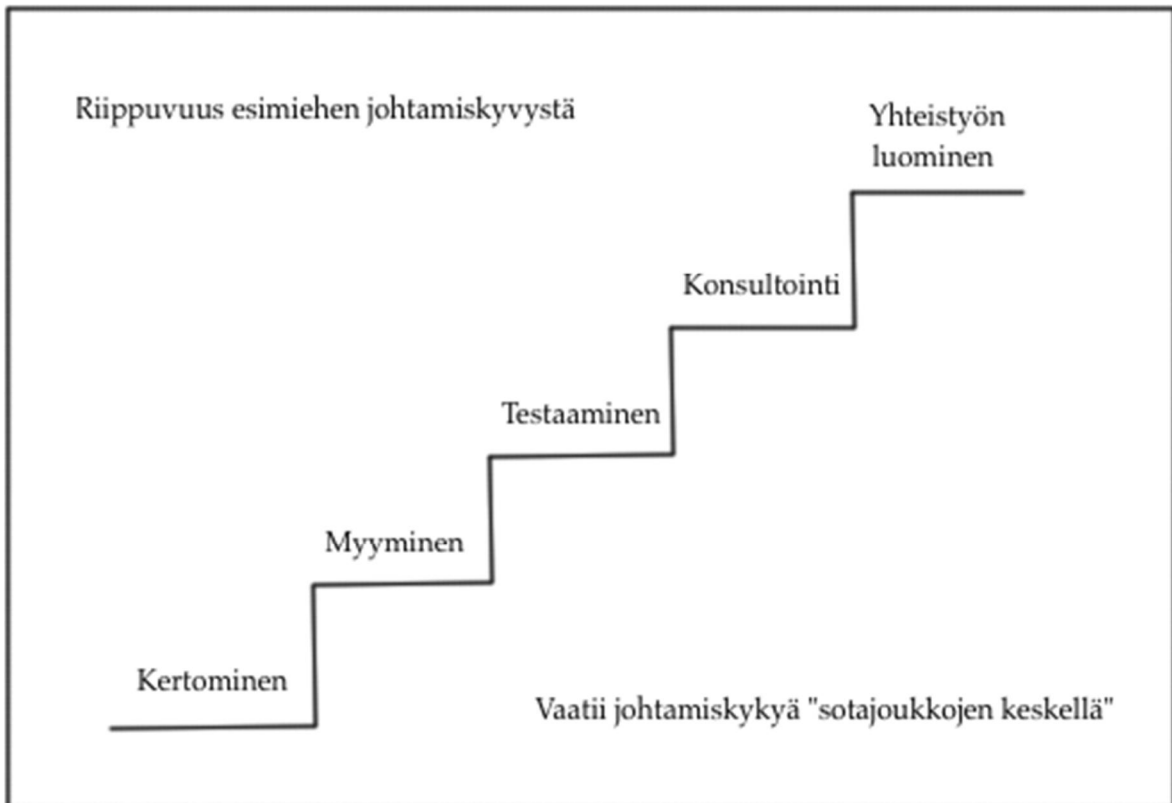 Riippuvuus esimiehen johtamiskyvystä
Yhteistyön
luominen
Konsultointi
Testaaminen
Myyminen
Kertominen
Vaatii johtamiskykyä "sotajoukkojen keskellä"